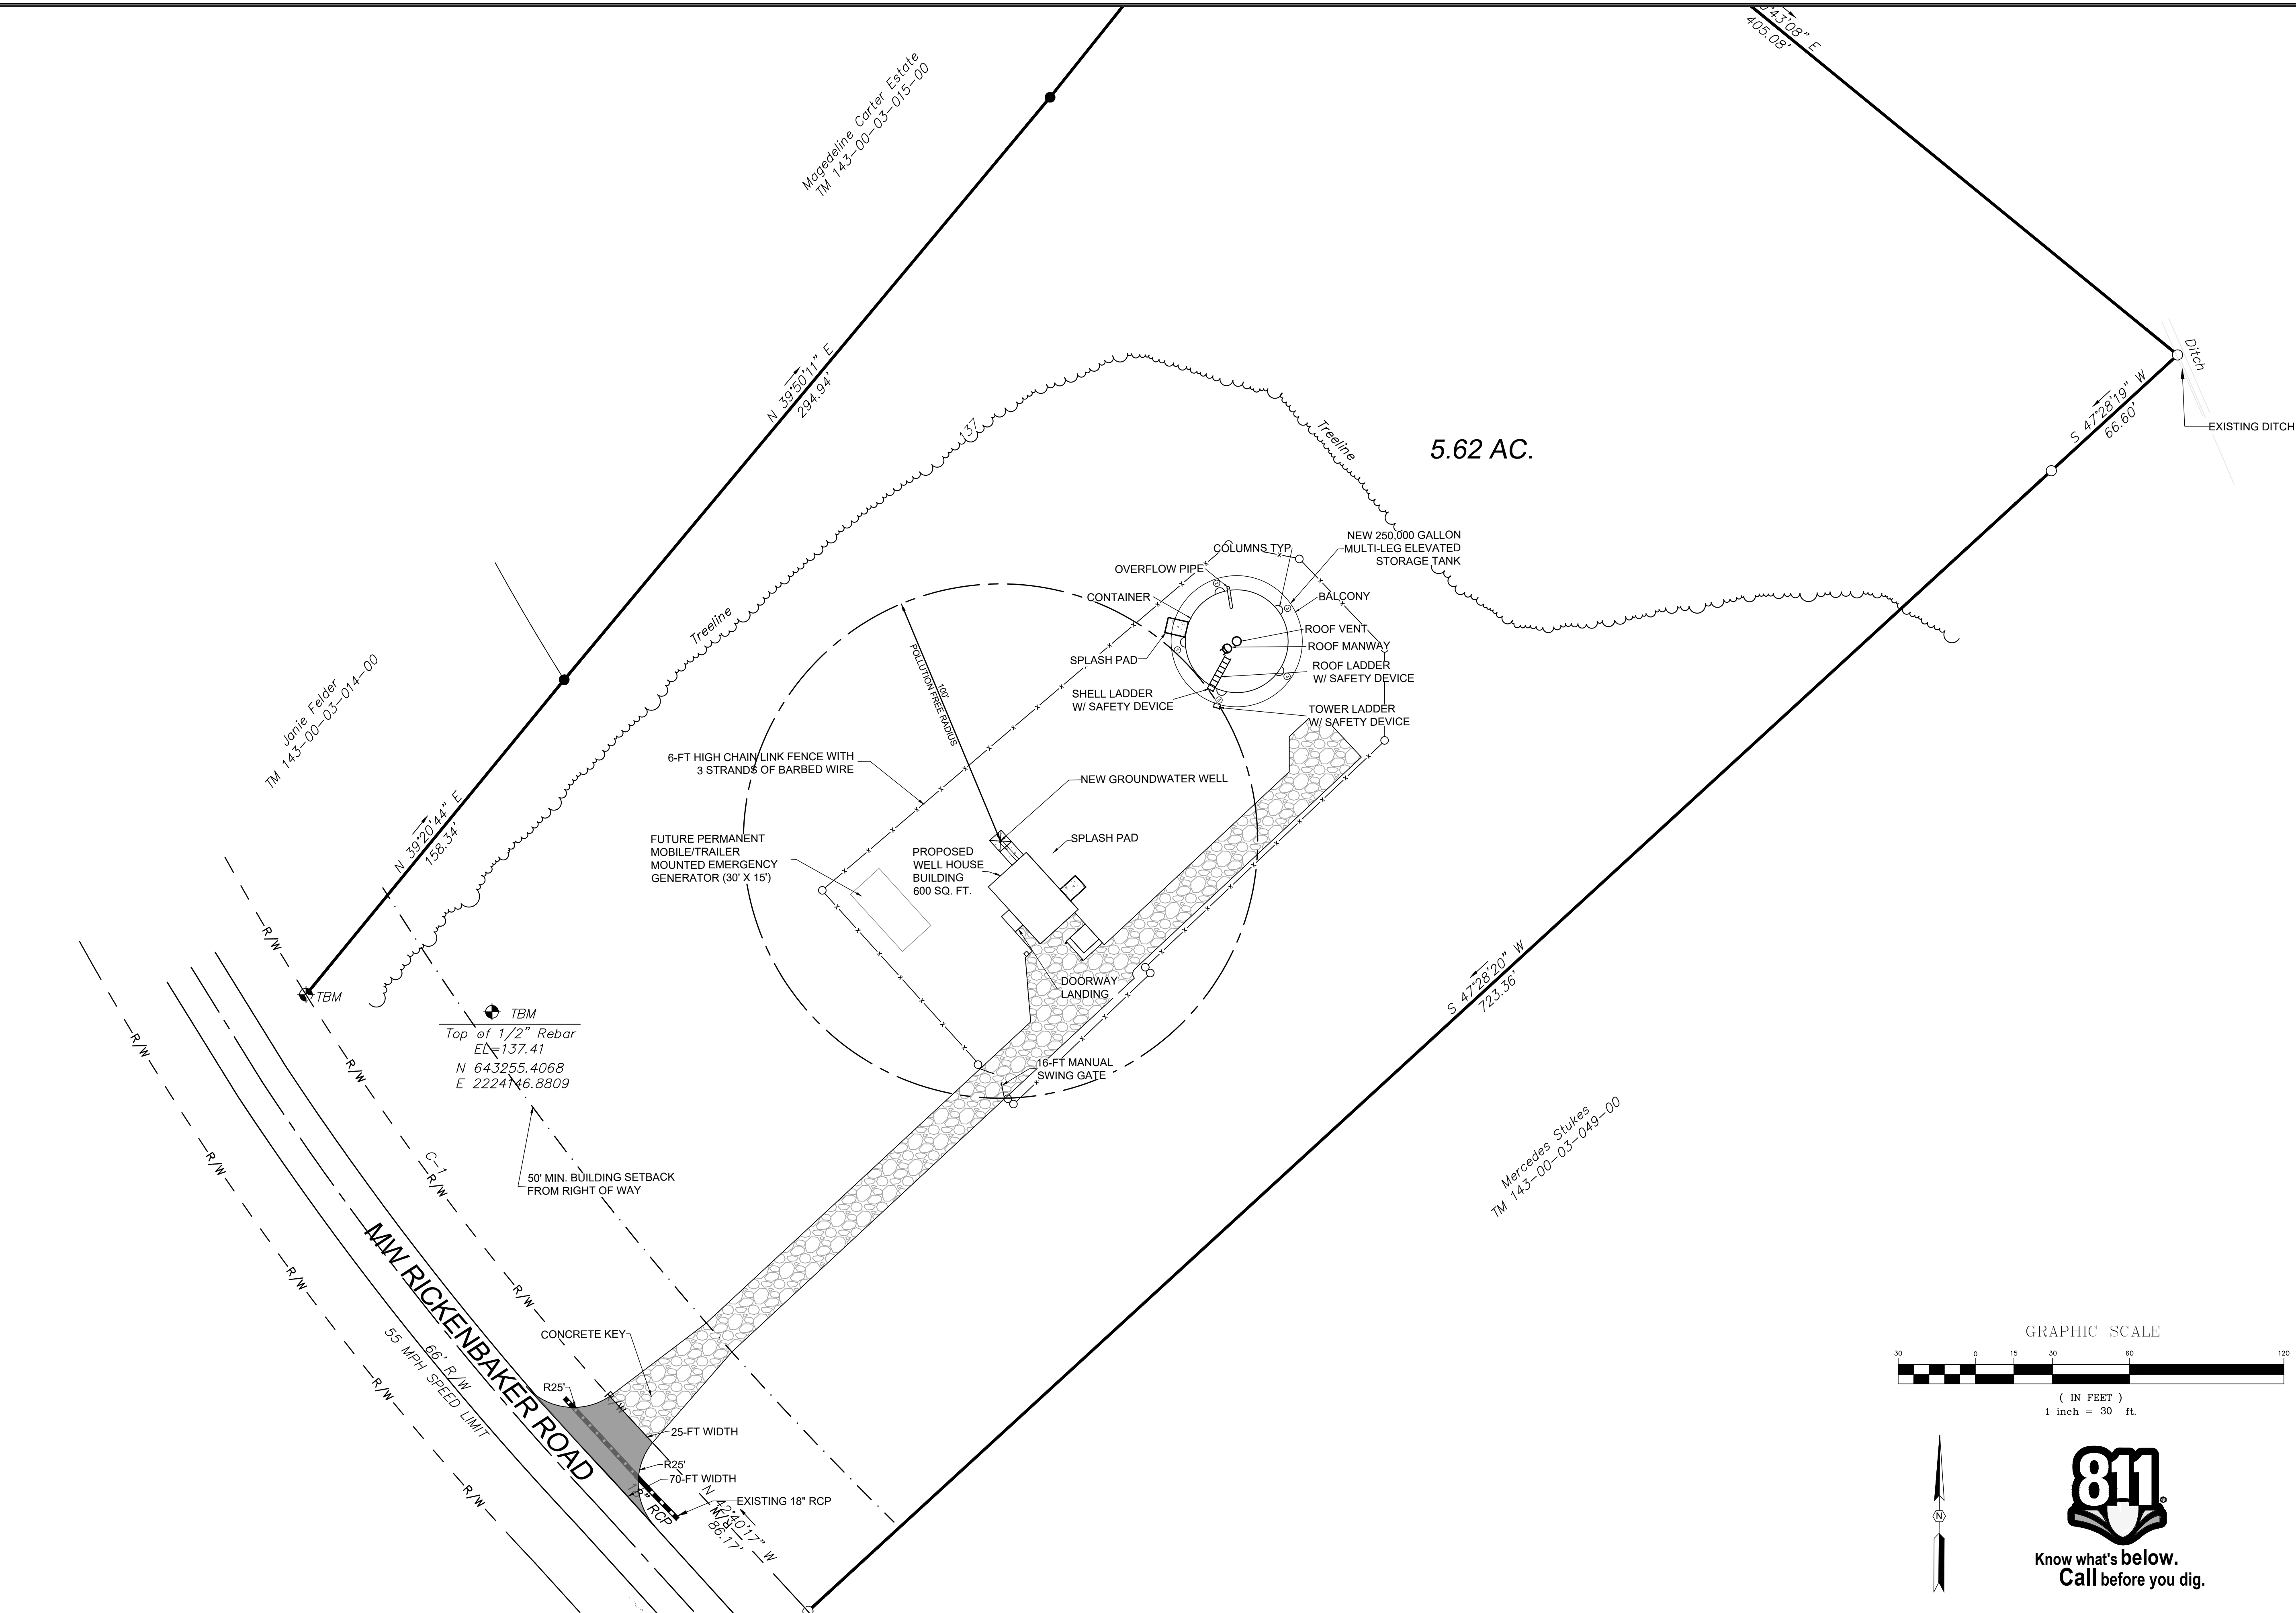 0°43'08" E
405.08'
Magedeline Carter Estate
TM 143-00-03-015-00
N 39°50'11" E
294.94'
137
Treeline
5.62 AC.
Ditch
S 47°28'19" W
66.60'
EXISTING DITCH
COLUMNS TYP.
NEW 250,000 GALLON
MULTI-LEG ELEVATED
STORAGE TANK
OVERFLOW PIPE
CONTAINER
BALCONY
ROOF VENT
ROOF MANWAY
SPLASH PAD
ROOF LADDER
W/ SAFETY DEVICE
SHELL LADDER
W/ SAFETY DEVICE
TOWER LADDER
W/ SAFETY DEVICE
Treeline
100'
POLLUTION FREE RADIUS
Janie Felder
TM 143-00-03-014-00
6-FT HIGH CHAIN LINK FENCE WITH
3 STRANDS OF BARBED WIRE
NEW GROUNDWATER WELL
SPLASH PAD
FUTURE PERMANENT
MOBILE/TRAILER
MOUNTED EMERGENCY
GENERATOR (30' X 15')
PROPOSED
WELL HOUSE
BUILDING
600 SQ. FT.
N 39°20'44" E
158.34'
DOORWAY
LANDING
S 47°28'20" W
723.36'
R/W
R/W
R/W
R/W
TBM
TBM
Top of 1/2" Rebar
EL=137.41
N 643255.4068
E 2224146.8809
16-FT MANUAL
SWING GATE
Mercedes Stukes
TM 143-00-03-049-00
C-1
R/W
R/W
R/W
R/W
R/W
50' MIN. BUILDING SETBACK
FROM RIGHT OF WAY
MW RICKENBAKER ROAD
66' R/W
55 MPH SPEED LIMIT
CONCRETE KEY
R25'
R/W
25-FT WIDTH
R25'
70-FT WIDTH
EXISTING 18" RCP
18" RCP
R/W
N 42°40'17" W
86.17'
GRAPHIC SCALE
30 0 15 30 60 120
( IN FEET )
1 inch = 30 ft.
N
811
Know what's below.
Call before you dig.